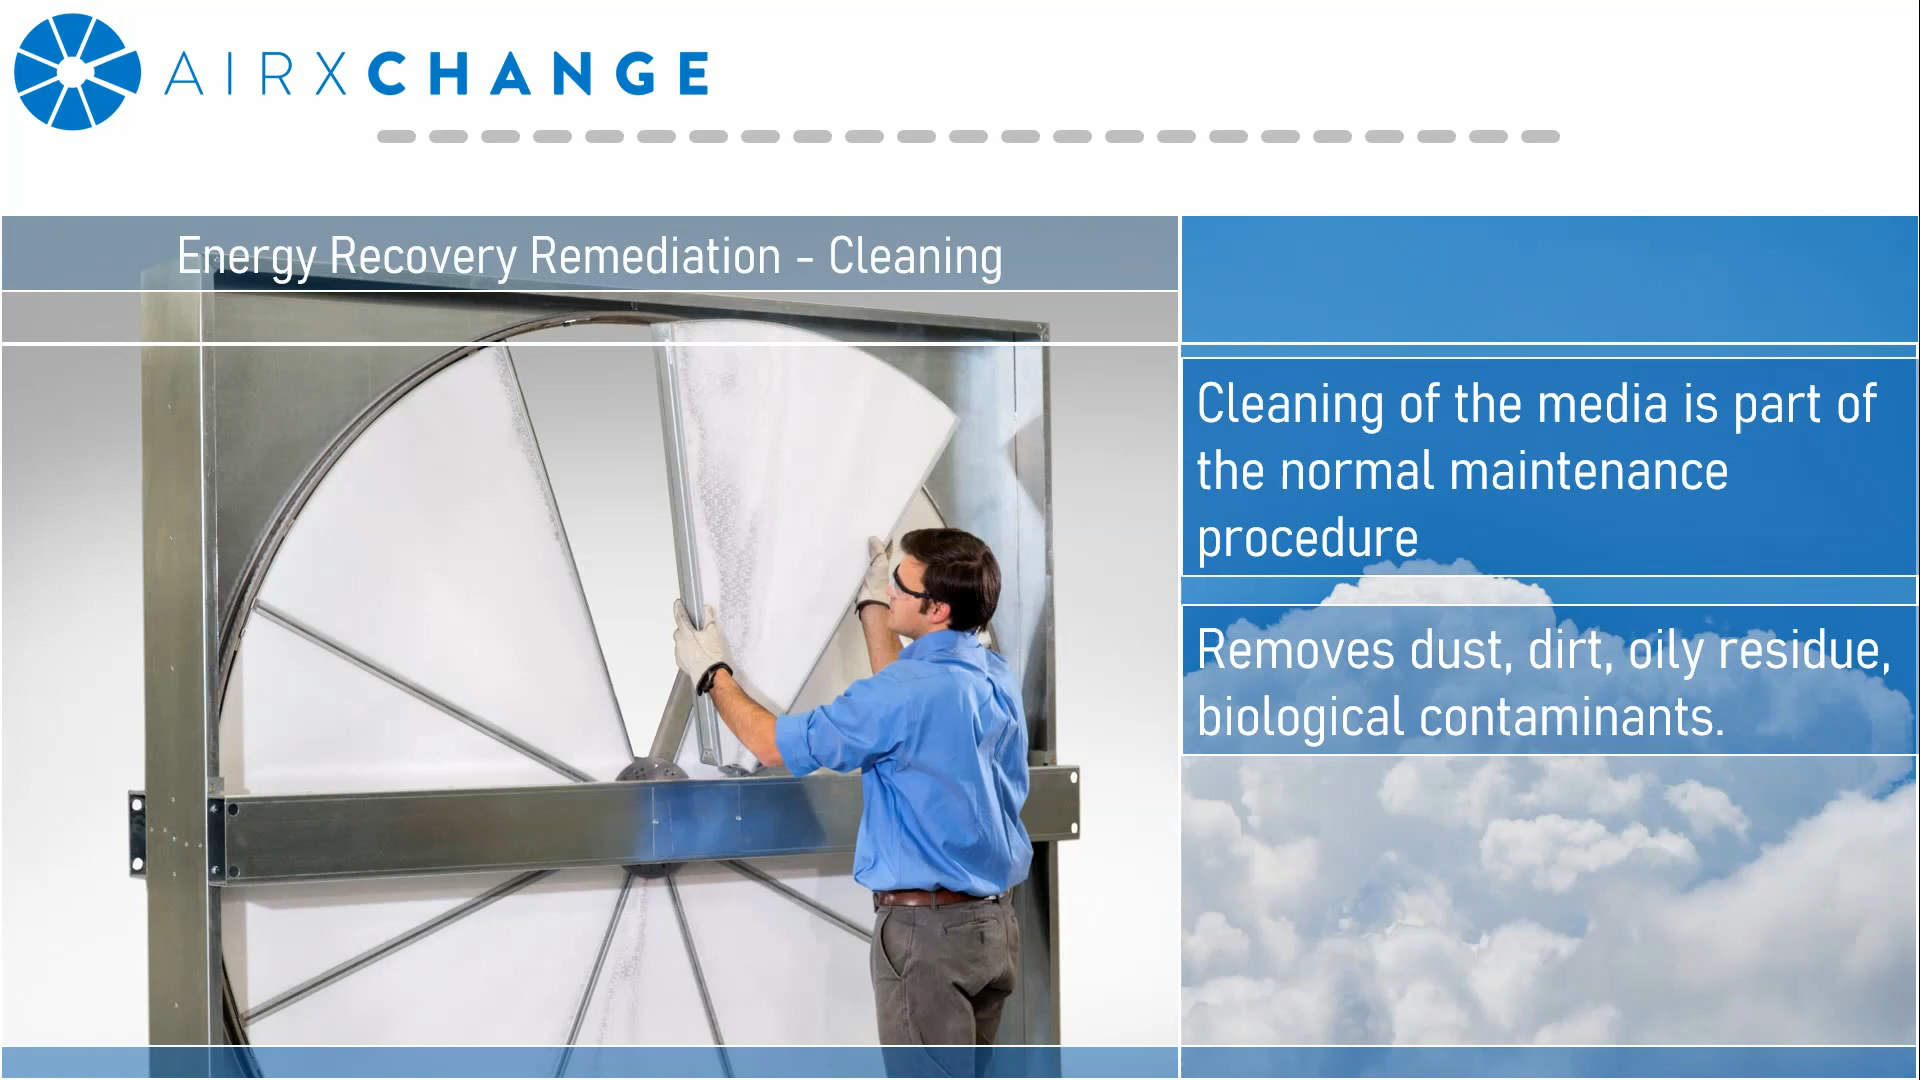 AIRXCHANGE
Energy Recovery Remediation - Cleaning
Cleaning of the media is part of
the normal maintenance
procedure
Removes dust, dirt, oily residue,
biological contaminants.